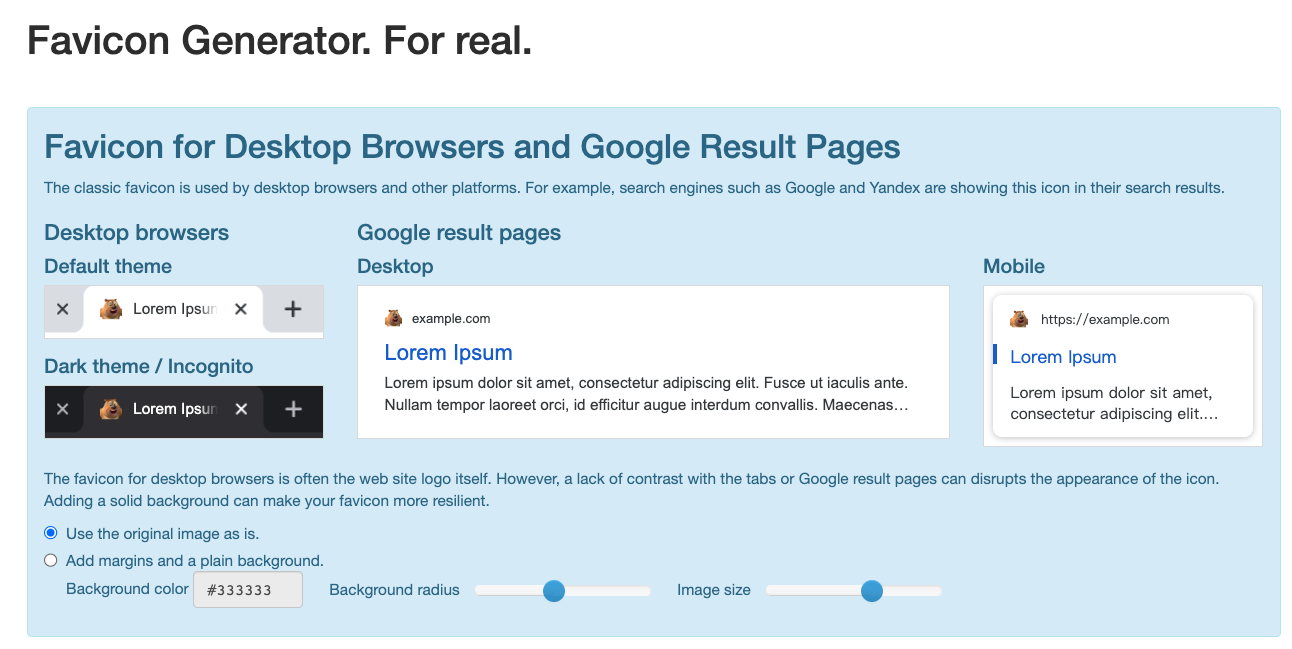 Favicon Generator. For real.
Favicon for Desktop Browsers and Google Result Pages
The classic favicon is used by desktop browsers and other platforms. For example, search engines such as Google and Yandex are showing this icon in their search results.
Desktop browsers
Default theme
Lorem Ipsum
Dark theme / Incognito
Lorem Ipsum
Google result pages
Desktop
example.com
Lorem Ipsum
Lorem ipsum dolor sit amet, consectetur adipiscing elit. Fusce ut iaculis ante.
Nullam tempor laoreet orci, id efficitur augue interdum convallis. Maecenas…
Mobile
https://example.com
Lorem Ipsum
Lorem ipsum dolor sit amet,
consectetur adipiscing elit.…
The favicon for desktop browsers is often the web site logo itself. However, a lack of contrast with the tabs or Google result pages can disrupts the appearance of the icon.
Adding a solid background can make your favicon more resilient.
Use the original image as is.
Add margins and a plain background.
Background color #333333 Background radius Image size